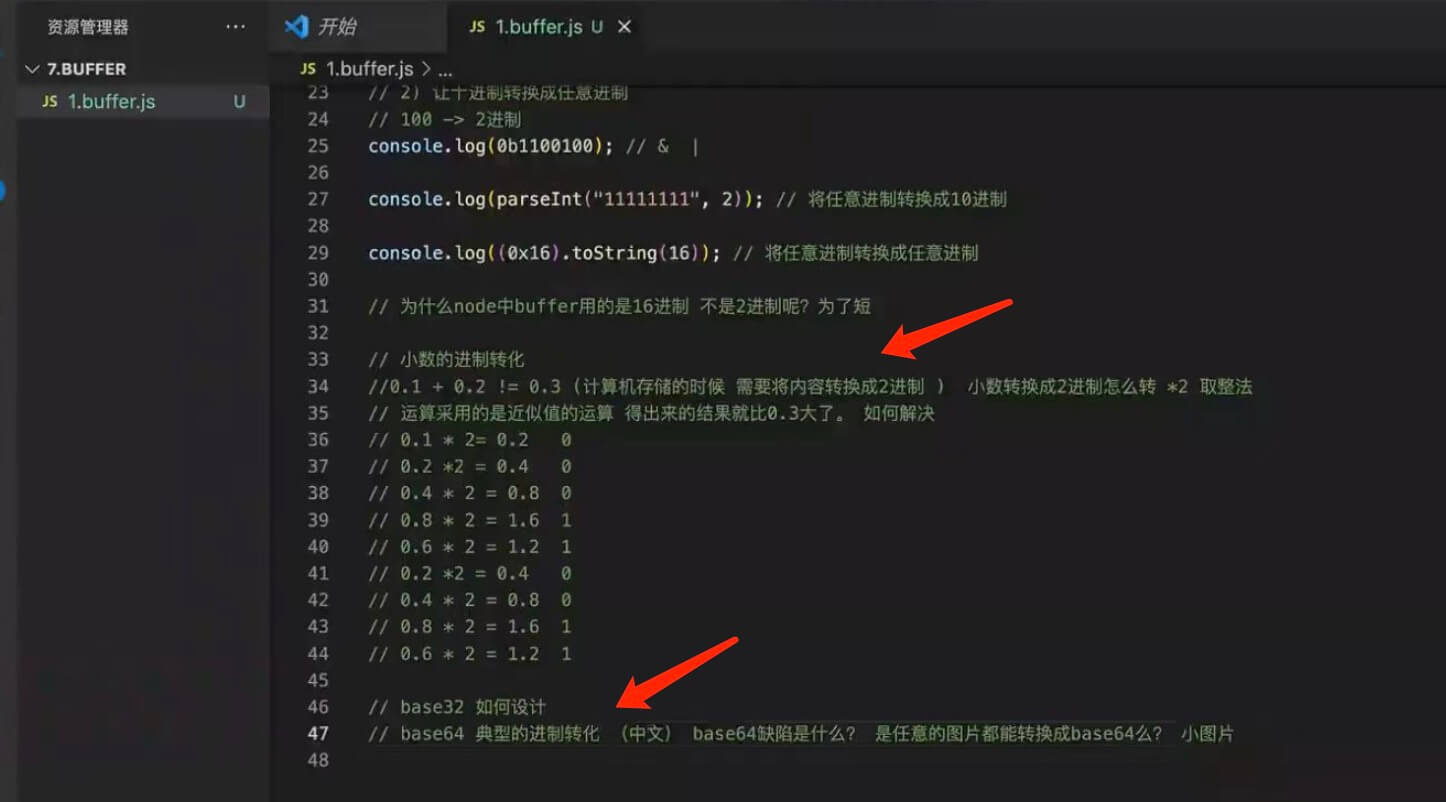 资源管理器 ···
开始
JS 1.buffer.js U ×
7.BUFFER
JS 1.buffer.js > ...
JS 1.buffer.js U
23 // 2) 让十进制转换成任意进制
24 // 100 -> 2进制
25 console.log(0b1100100); // & |
26
27 console.log(parseInt("11111111", 2)); // 将任意进制转换成10进制
28
29 console.log((0x16).toString(16)); // 将任意进制转换成任意进制
30
31 // 为什么node中buffer用的是16进制 不是2进制呢？为了短
32
33 // 小数的进制转化
34 //0.1 + 0.2 != 0.3 (计算机存储的时候 需要将内容转换成2进制 ) 小数转换成2进制怎么转 *2 取整法
35 // 运算采用的是近似值的运算 得出来的结果就比0.3大了。 如何解决
36 // 0.1 * 2= 0.2 0
37 // 0.2 *2 = 0.4 0
38 // 0.4 * 2 = 0.8 0
39 // 0.8 * 2 = 1.6 1
40 // 0.6 * 2 = 1.2 1
41 // 0.2 *2 = 0.4 0
42 // 0.4 * 2 = 0.8 0
43 // 0.8 * 2 = 1.6 1
44 // 0.6 * 2 = 1.2 1
45
46 // base32 如何设计
47 // base64 典型的进制转化 （中文） base64缺陷是什么？ 是任意的图片都能转换成base64么？ 小图片
48